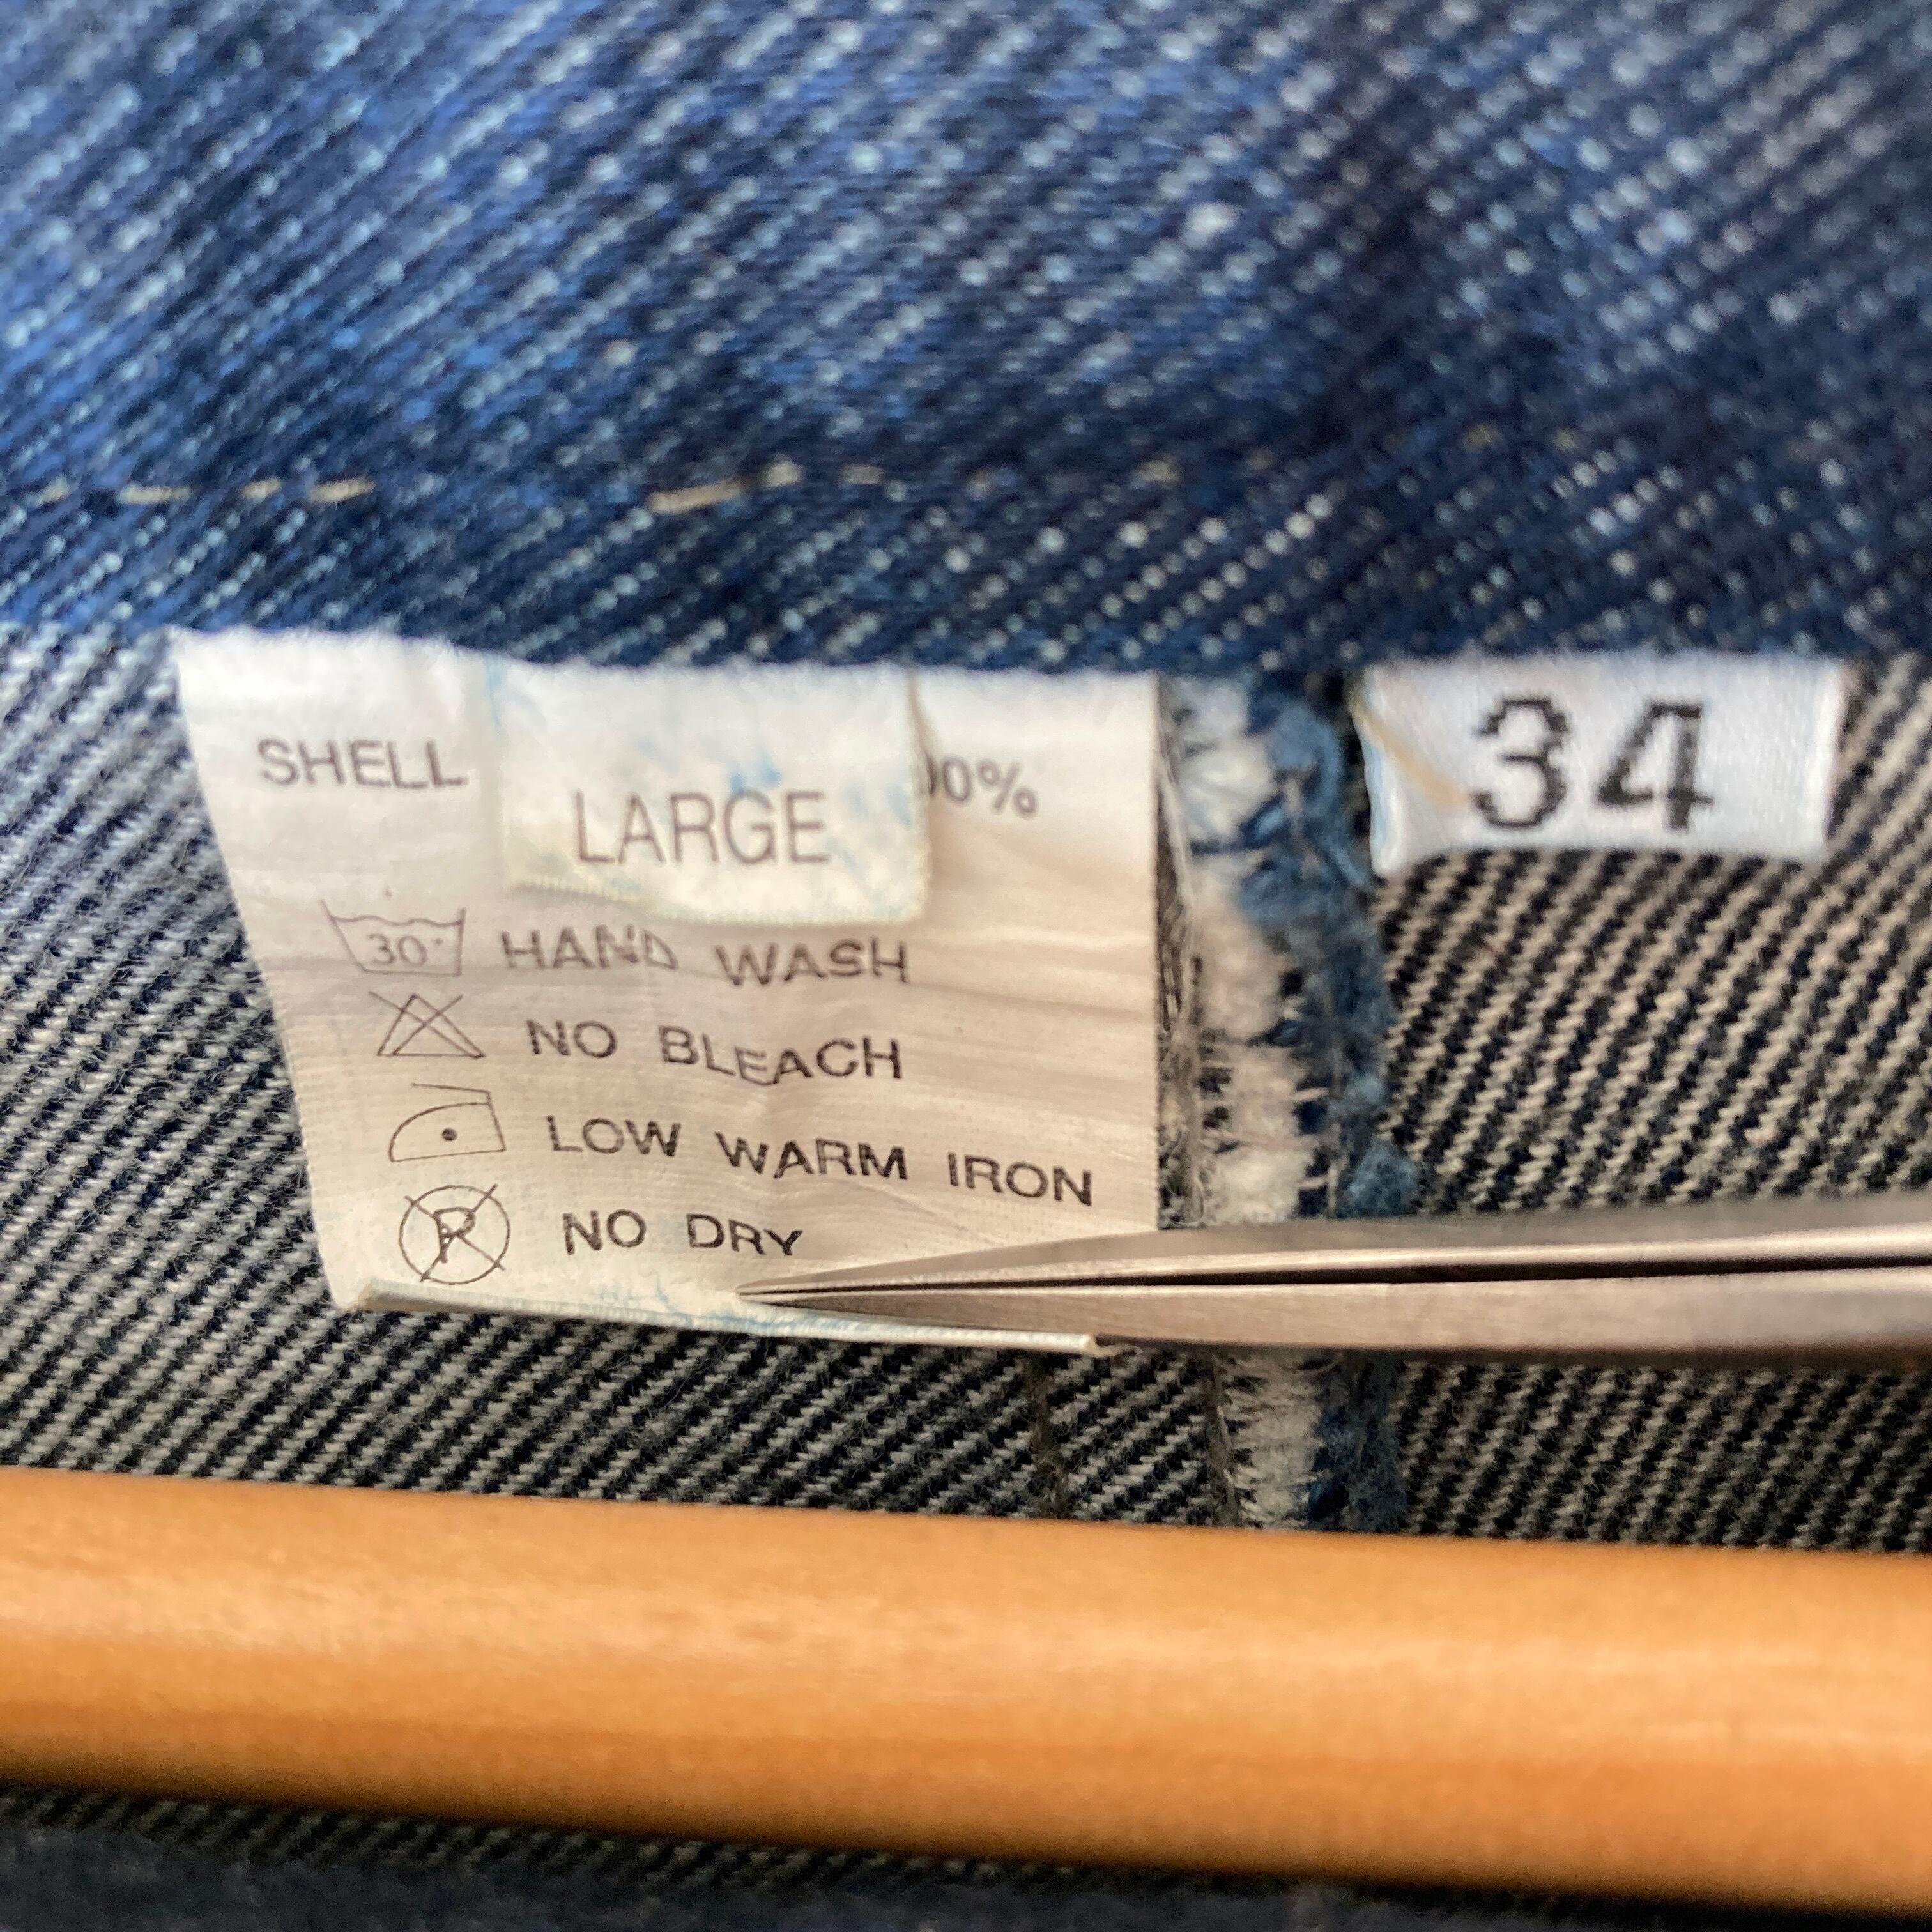 SHELL 00%
LARGE
34
30° HAND WASH
NO BLEACH
LOW WARM IRON
P NO DRY